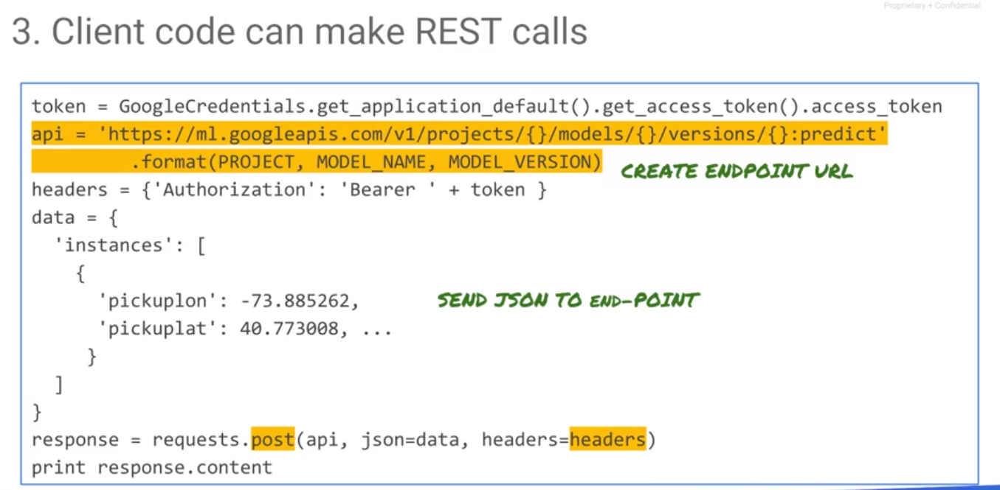 Proprietary + Confidential
3. Client code can make REST calls
token = GoogleCredentials.get_application_default().get_access_token().access_token
api = 'https://ml.googleapis.com/v1/projects/{}/models/{}/versions/{}:predict'
.format(PROJECT, MODEL_NAME, MODEL_VERSION)
CREATE ENDPOINT URL
headers = {'Authorization': 'Bearer ' + token }
data = {
'instances': [
{
'pickuplon': -73.885262,
SEND JSON TO END-POINT
'pickuplat': 40.773008, ...
}
]
}
response = requests.post(api, json=data, headers=headers)
print response.content